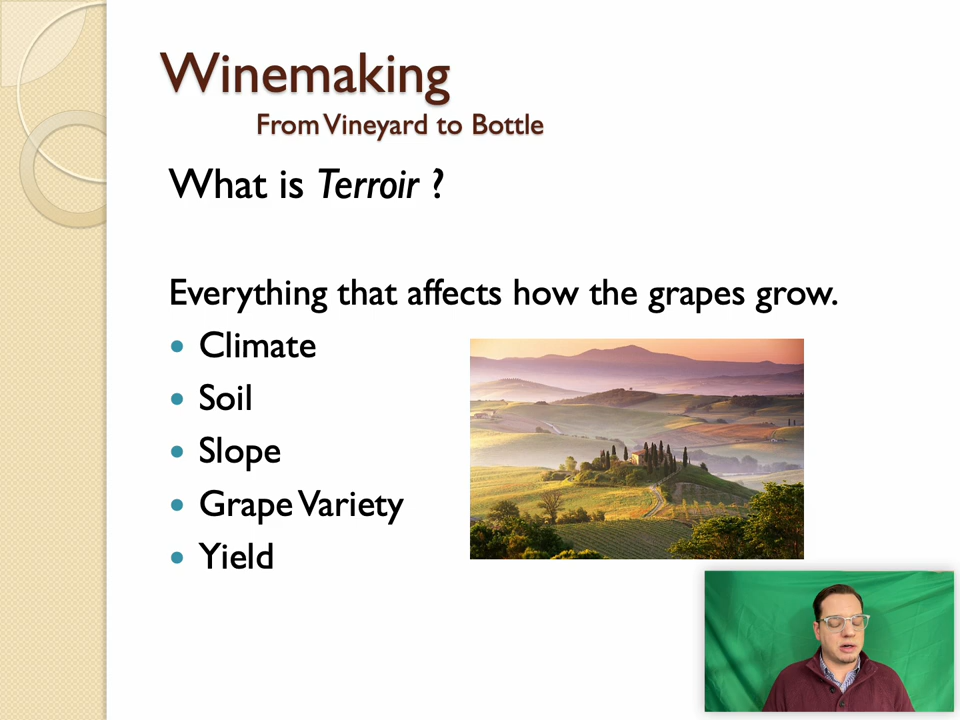 Winemaking
From Vineyard to Bottle
What is Terroir ?
Everything that affects how the grapes grow.
Climate
Soil
Slope
Grape Variety
Yield